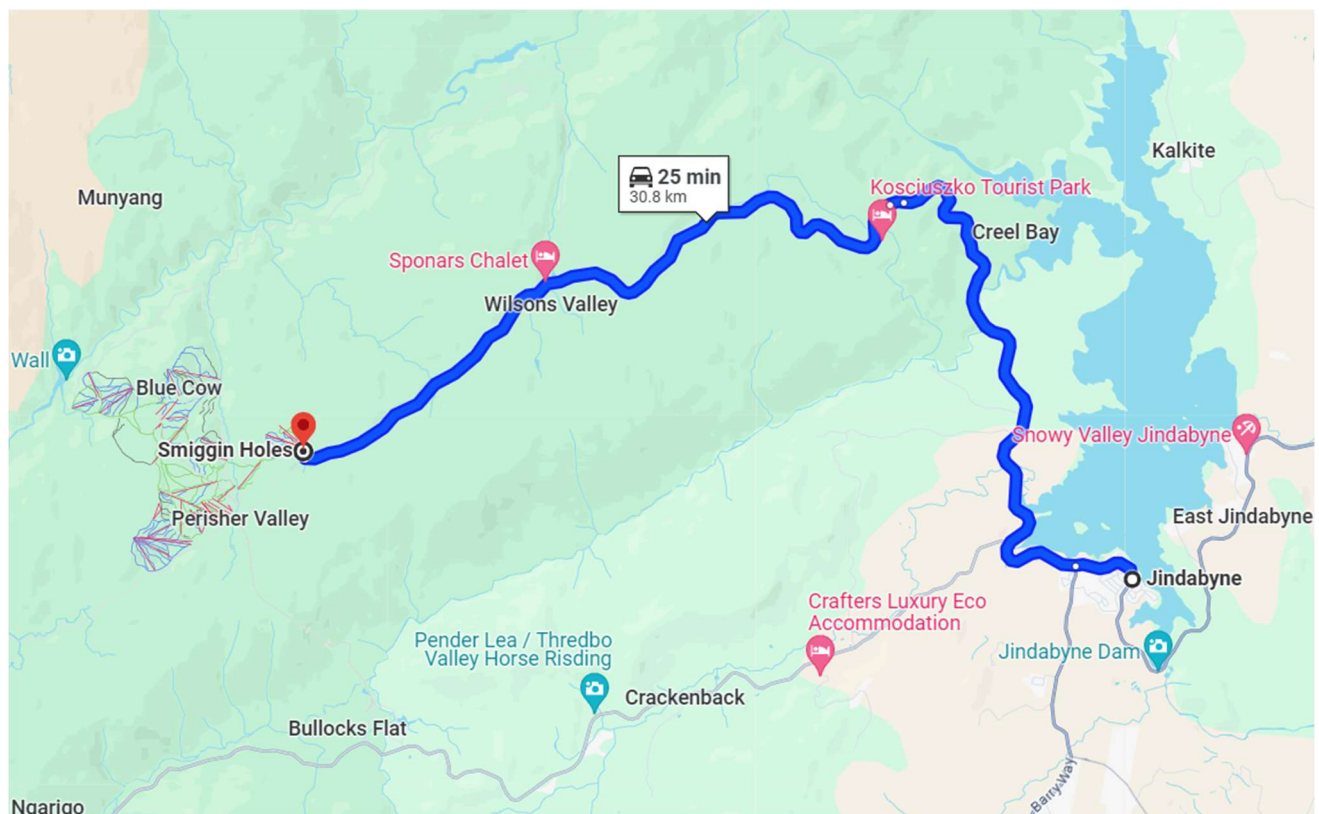 Kalkite
25 min
30.8 km
Kosciuszko Tourist Park
Munyang
Creel Bay
Sponars Chalet
Wilsons Valley
Wall
Blue Cow
Snowy Valley Jindabyne
Smiggin Holes
Perisher Valley
East Jindabyne
Jindabyne
Crafters Luxury Eco
Accommodation
Pender Lea / Thredbo
Valley Horse Risding
Jindabyne Dam
Crackenback
Bullocks Flat
Barry Way
Ngarigo